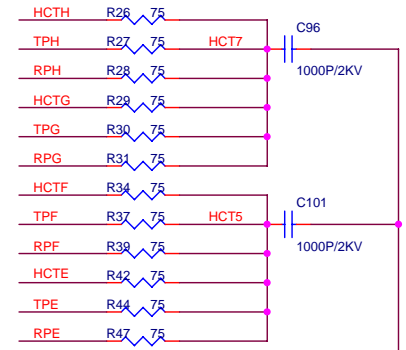 HCTH R26 75
C96
TPH R27 75 HCT7
RPH R28 75
1000P/2KV
HCTG R29 75
TPG R30 75
RPG R31 75
HCTF R34 75
C101
TPF R37 75 HCT5
RPF R39 75
1000P/2KV
HCTE R42 75
TPE R44 75
RPE R47 75